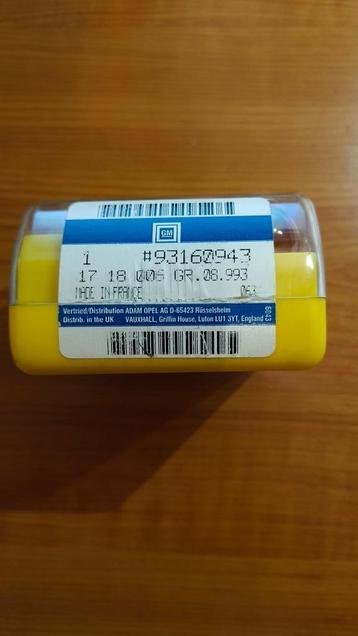 GM
1 #93160943
17 18 006 GR.08.993
MADE IN FRANCE 063
Vertried/Distribution ADAM OPEL AG D-65423 Rüsselsheim
Distrib. in the UK VAUXHALL, Griffin House, Luton LU1 3YT, England